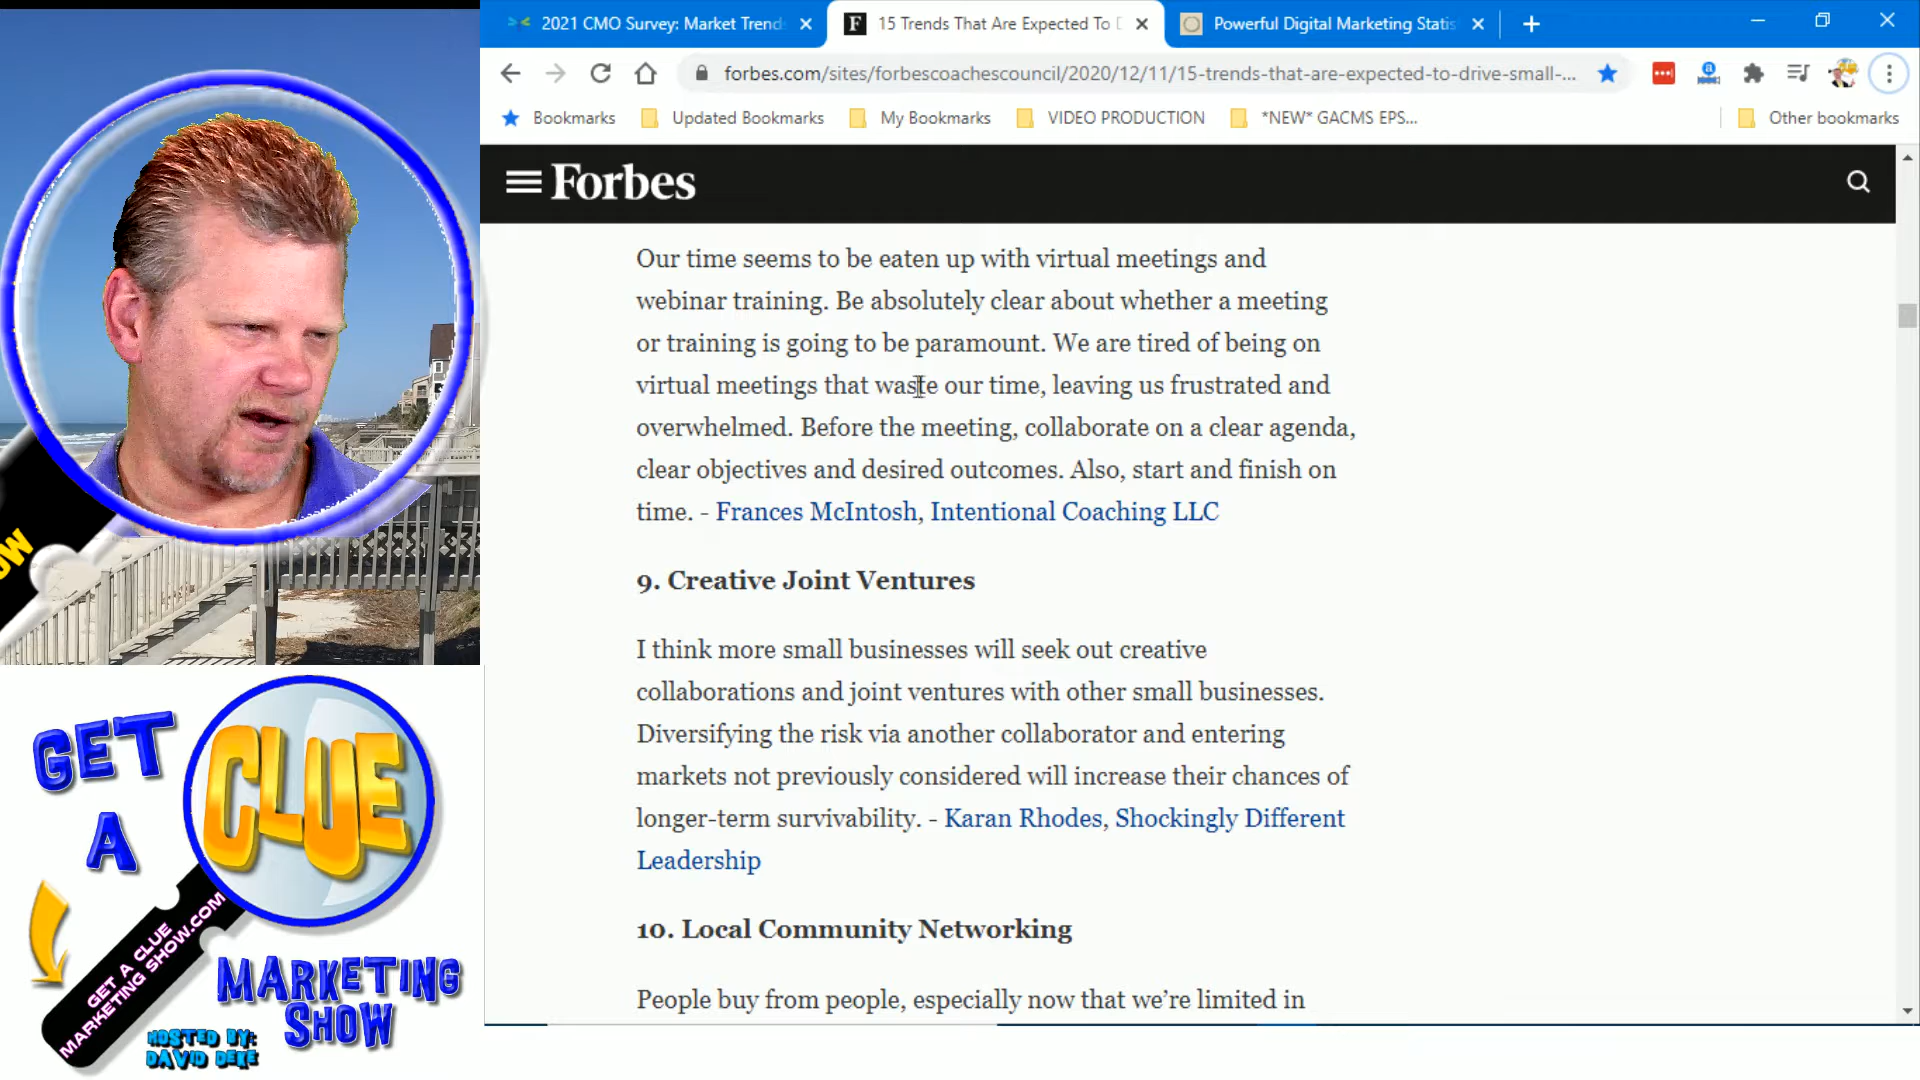 2021 CMO Survey: Market Trend
15 Trends That Are Expected To D
Powerful Digital Marketing Statis
forbes.com/sites/forbescoachescouncil/2020/12/11/15-trends-that-are-expected-to-drive-small-...
Bookmarks
Updated Bookmarks
My Bookmarks
VIDEO PRODUCTION
*NEW* GACMS EPS...
Other bookmarks
Forbes
Our time seems to be eaten up with virtual meetings and
webinar training. Be absolutely clear about whether a meeting
or training is going to be paramount. We are tired of being on
virtual meetings that waste our time, leaving us frustrated and
overwhelmed. Before the meeting, collaborate on a clear agenda,
clear objectives and desired outcomes. Also, start and finish on
time. - Frances McIntosh, Intentional Coaching LLC
9. Creative Joint Ventures
I think more small businesses will seek out creative
collaborations and joint ventures with other small businesses.
Diversifying the risk via another collaborator and entering
markets not previously considered will increase their chances of
longer-term survivability. - Karan Rhodes, Shockingly Different
Leadership
10. Local Community Networking
People buy from people, especially now that we're limited in
OW
GET
A
CLUE
GET A CLUE
MARKETING SHOW.COM
MARKETING
SHOW
HOSTED BY:
DAVID DEKE